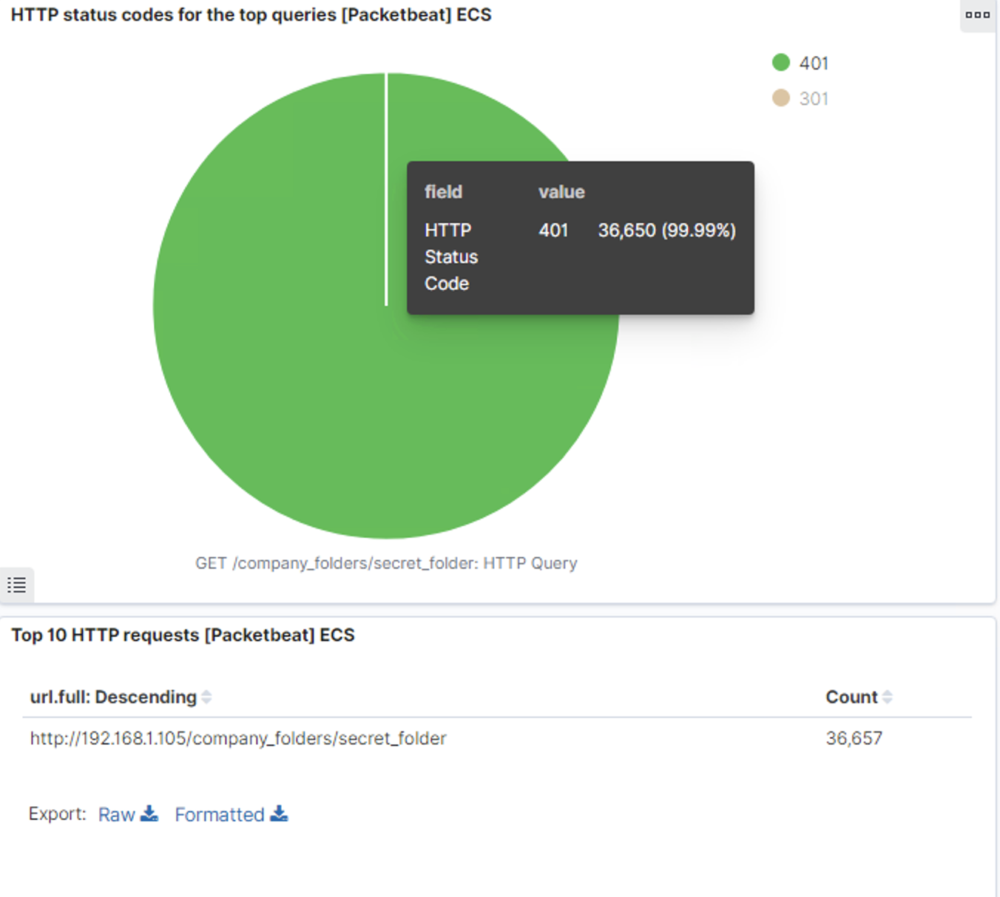 HTTP status codes for the top queries [Packetbeat] ECS
401
301
field value
HTTP Status Code 401 36,650 (99.99%)
GET /company_folders/secret_folder: HTTP Query
Top 10 HTTP requests [Packetbeat] ECS
url.full: Descending Count
http://192.168.1.105/company_folders/secret_folder 36,657
Export: Raw Formatted